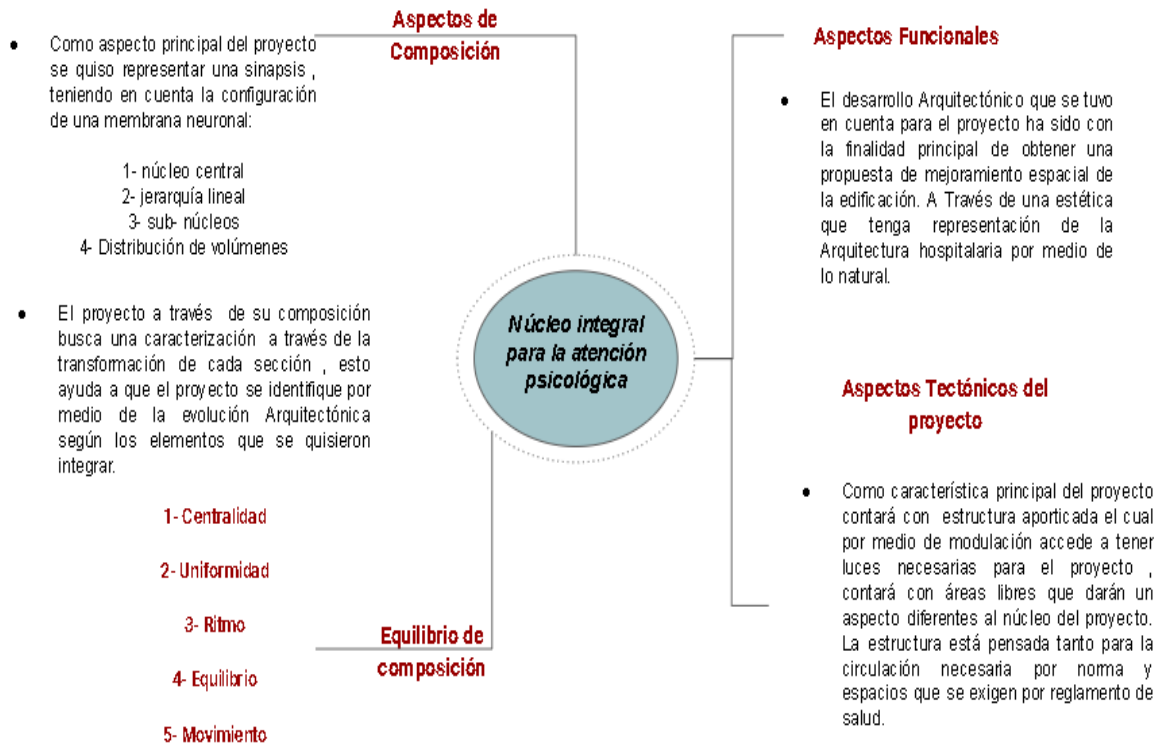 Aspectos de
Composición
Como aspecto principal del proyecto
se quiso representar una sinapsis ,
teniendo en cuenta la configuración
de una membrana neuronal:
1- núcleo central
2- jerarquía lineal
3- sub- núcleos
4- Distribución de volúmenes
El proyecto a través de su composición
busca una caracterización a través de la
transformación de cada sección , esto
ayuda a que el proyecto se identifique por
medio de la evolución Arquitectónica
según los elementos que se quisieron
integrar.
1- Centralidad
2- Uniformidad
3- Ritmo
4- Equilibrio
5- Movimiento
Equilibrio de
composición
Núcleo integral
para la atención
psicológica
Aspectos Funcionales
El desarrollo Arquitectónico que se tuvo
en cuenta para el proyecto ha sido con
la finalidad principal de obtener una
propuesta de mejoramiento espacial de
la edificación. A Través de una estética
que tenga representación de la
Arquitectura hospitalaria por medio de
lo natural.
Aspectos Tectónicos del
proyecto
Como característica principal del proyecto
contará con estructura aporticada el cual
por medio de modulación accede a tener
luces necesarias para el proyecto ,
contará con áreas libres que darán un
aspecto diferentes al núcleo del proyecto.
La estructura está pensada tanto para la
circulación necesaria por norma y
espacios que se exigen por reglamento de
salud.